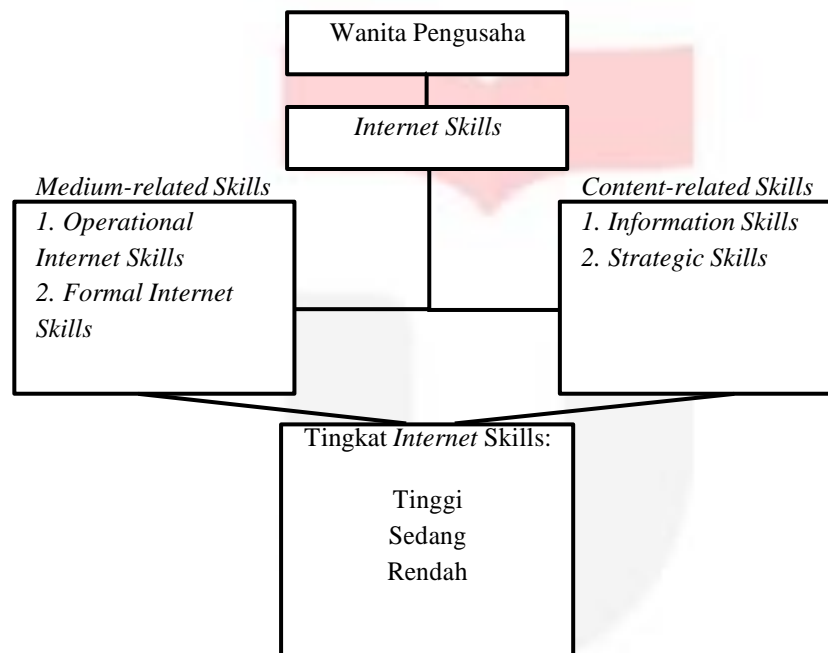 Wanita Pengusaha
Internet Skills
Medium-related Skills
1. Operational
Internet Skills
2. Formal Internet
Skills
Content-related Skills
1. Information Skills
2. Strategic Skills
Tingkat Internet Skills:
Tinggi
Sedang
Rendah